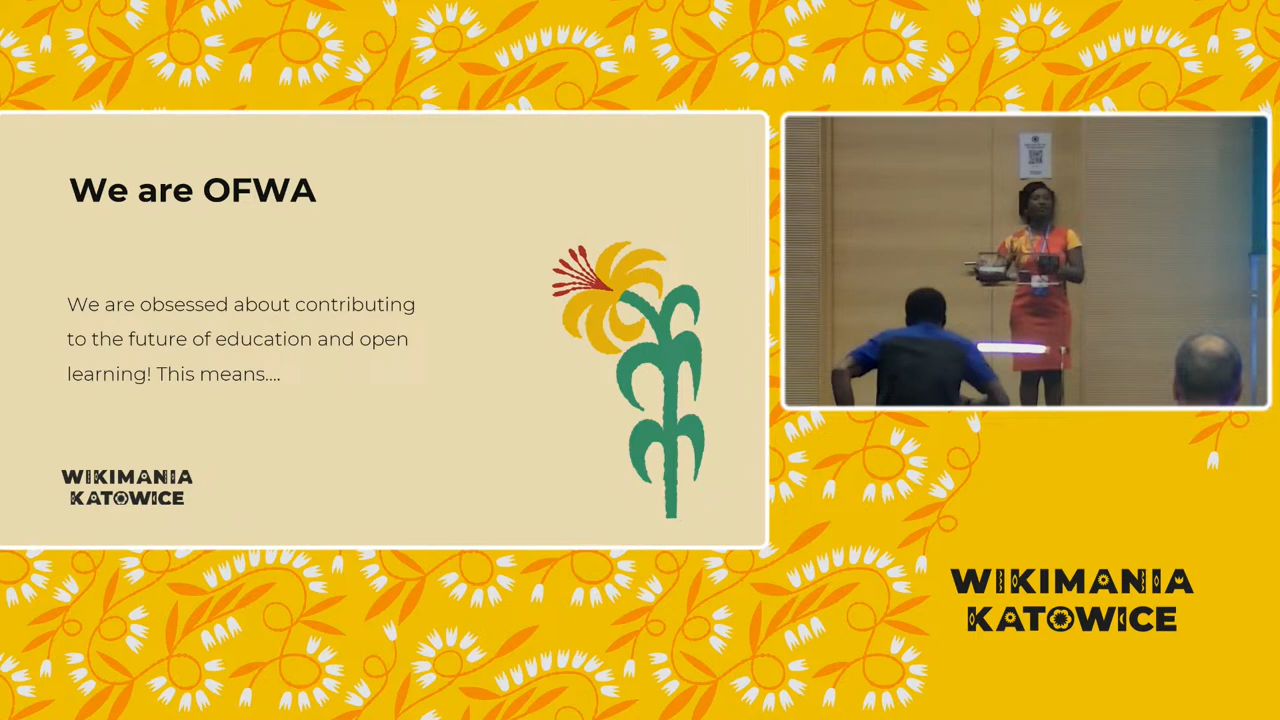 We are OFWA
We are obsessed about contributing
to the future of education and open
learning! This means....
WIKIMANIA
KATOWICE
WIKIMANIA
KATOWICE